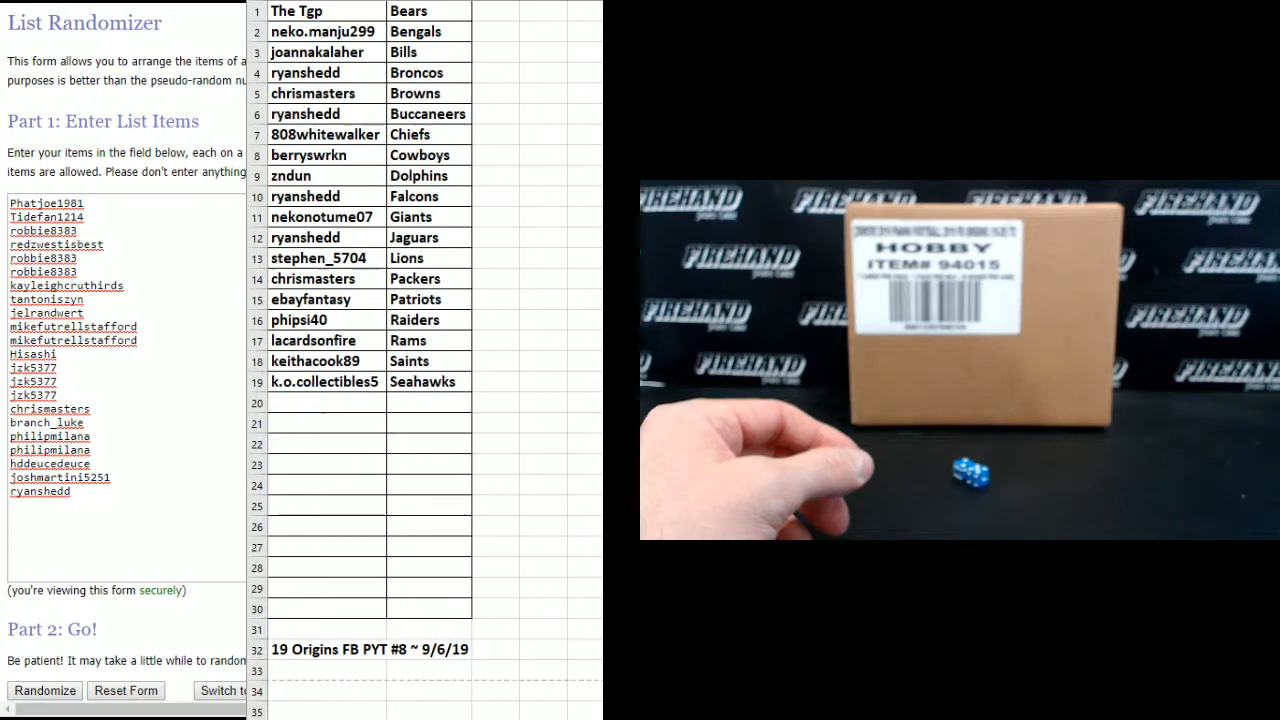 List Randomizer
This form allows you to arrange the items of a
purposes is better than the pseudo-random nu
Part 1: Enter List Items
Enter your items in the field below, each on a
items are allowed. Please don't enter anything
Phatjoe1981
Tidefan1214
robbie8383
redzwestisbest
robbie8383
robbie8383
kayleighcruthirds
tantoniszyn
jelrandwert
mikefutrellstafford
mikefutrellstafford
Hisashi
jzk5377
jzk5377
jzk5377
chrismasters
branch_luke
philipmilana
philipmilana
hddeucedeuce
joshmartini5251
ryanshedd
(you're viewing this form securely)
Part 2: Go!
Be patient! It may take a little while to random
Randomize Reset Form Switch to
1 The Tgp Bears
2 neko.manju299 Bengals
3 joannakalaher Bills
4 ryanshedd Broncos
5 chrismasters Browns
6 ryanshedd Buccaneers
7 808whitewalker Chiefs
8 berryswrkn Cowboys
9 zndun Dolphins
10 ryanshedd Falcons
11 nekonotume07 Giants
12 ryanshedd Jaguars
13 stephen_5704 Lions
14 chrismasters Packers
15 ebayfantasy Patriots
16 phipsi40 Raiders
17 lacardsonfire Rams
18 keithacook89 Saints
19 k.o.collectibles5 Seahawks
20
21
22
23
24
25
26
27
28
29
30
31
32 19 Origins FB PYT #8 ~ 9/6/19
33
34
35
FIREHAND
FIREHAND
FIREHAND
FIREHAND
FIREHAND
FIREHAND
FIREHAND
HOBBY
ITEM# 94015